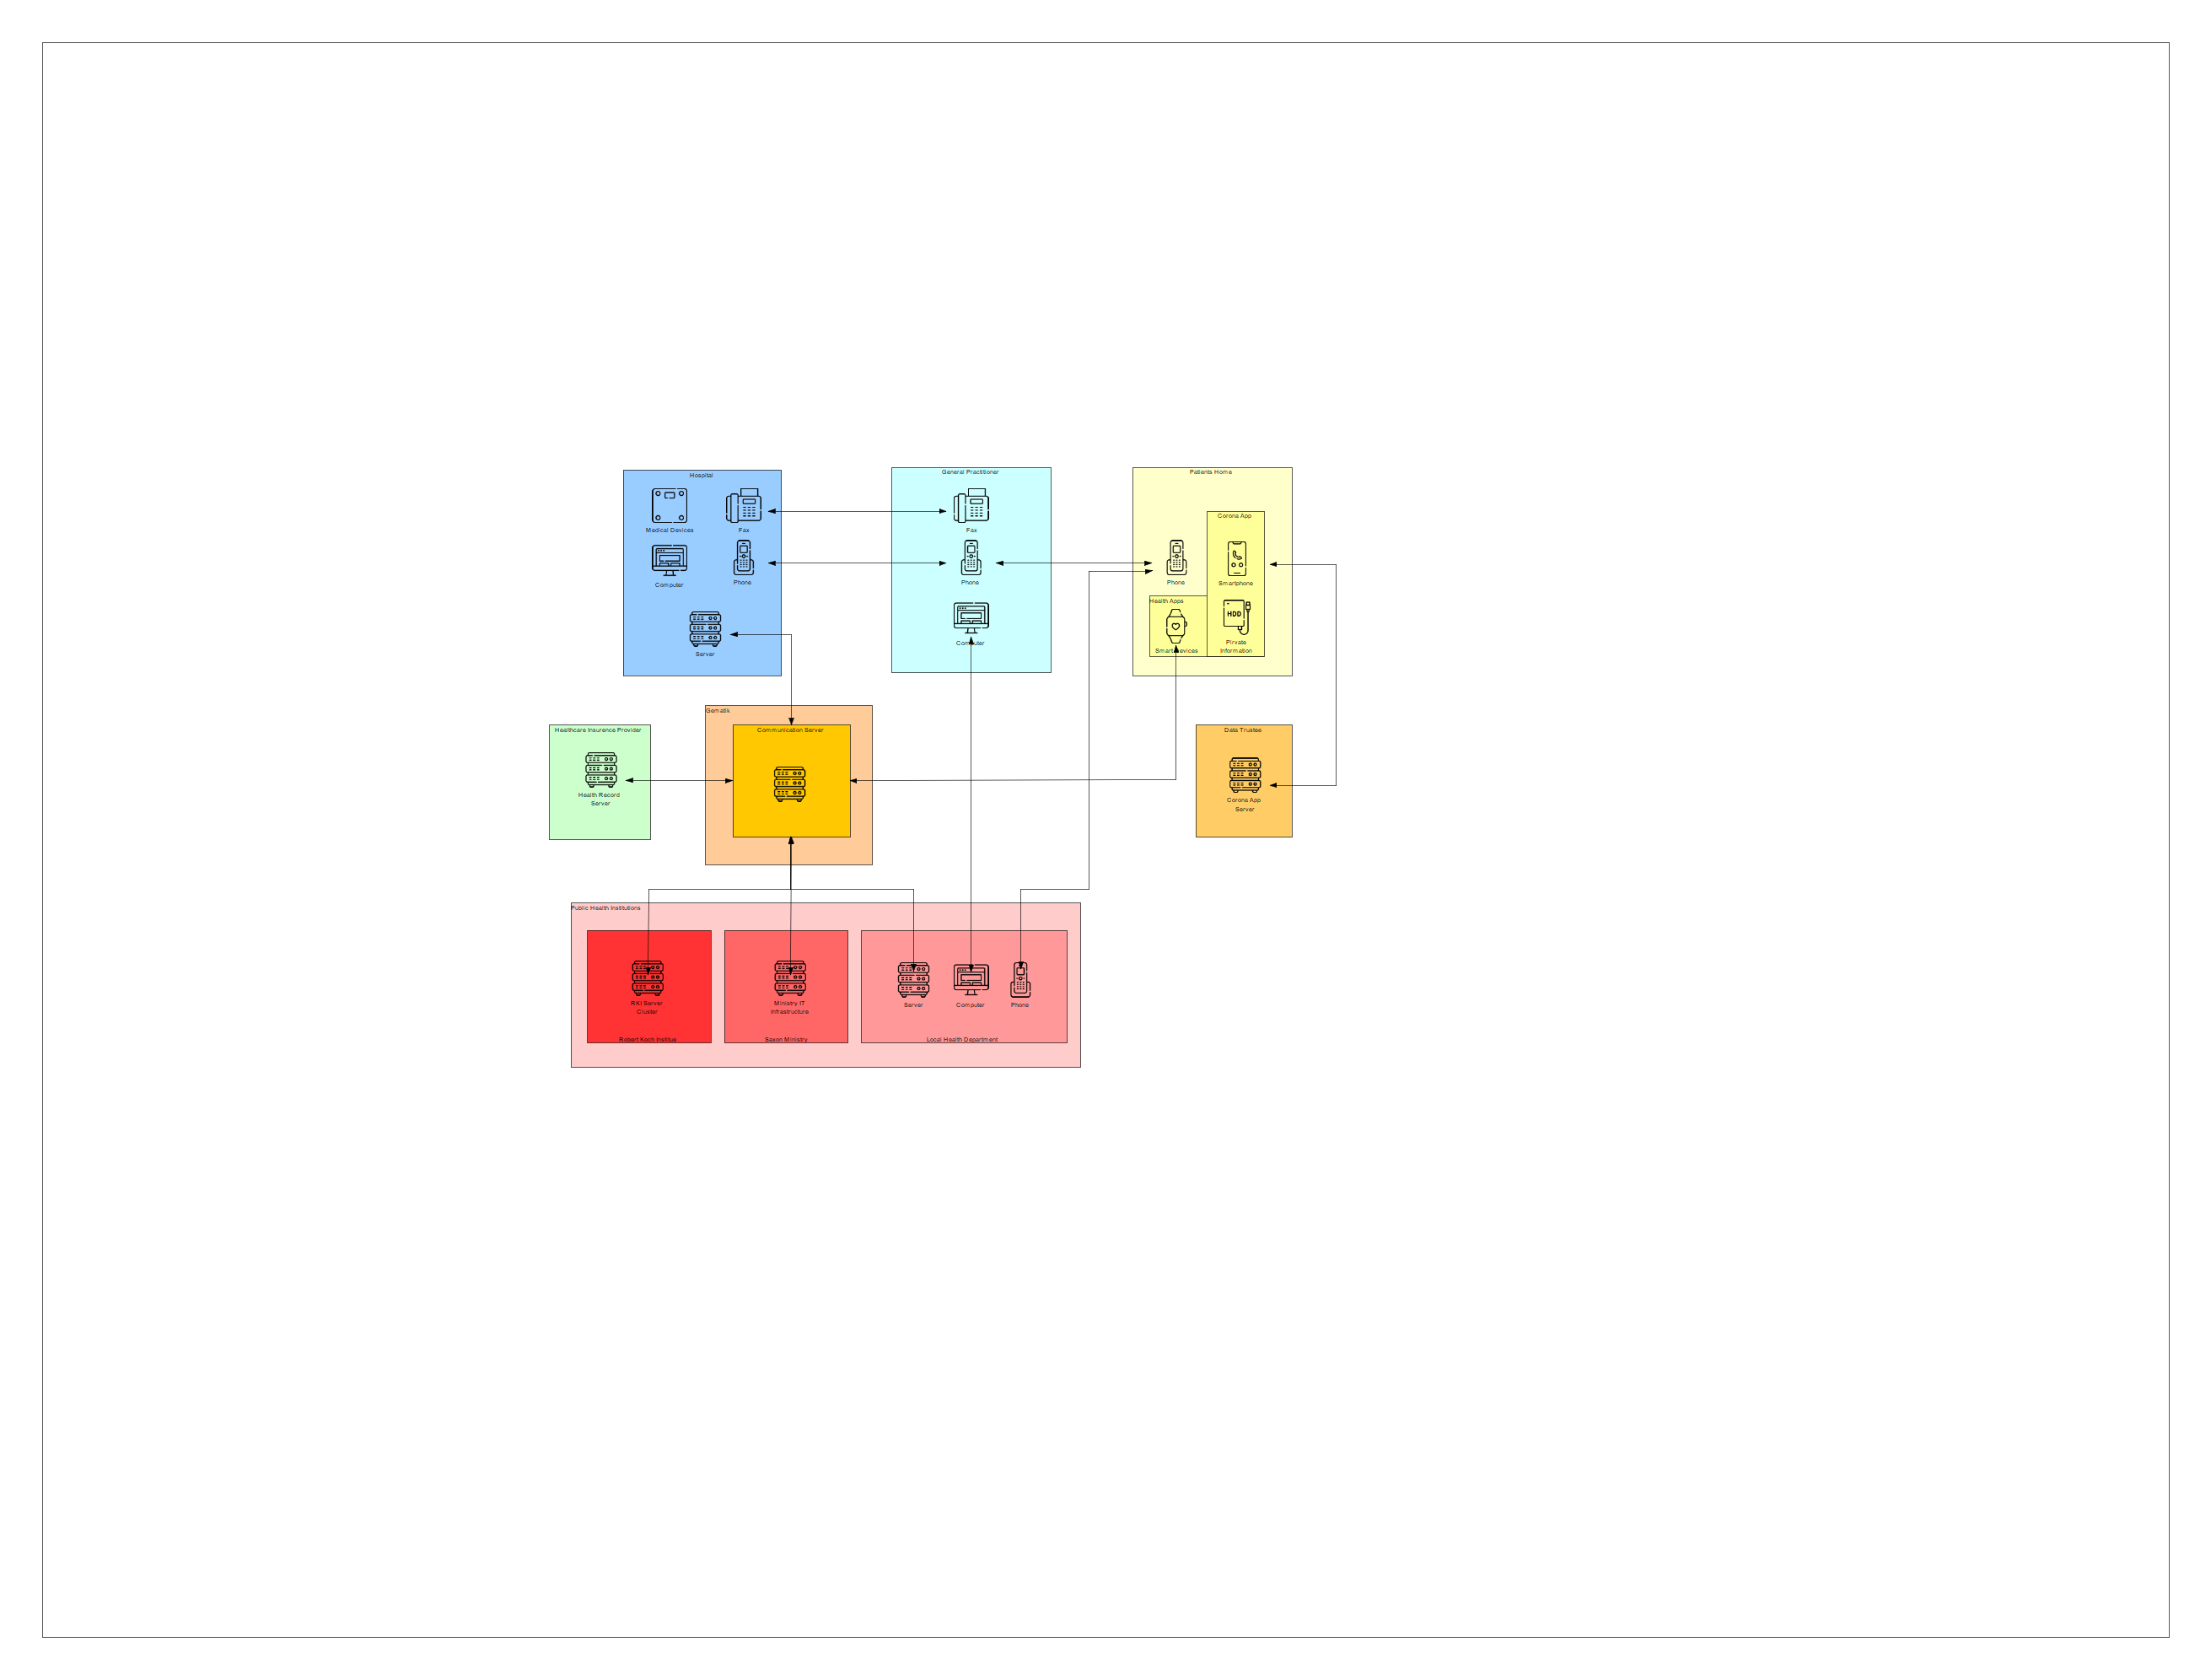 Hospital
General Practitioner
Patients Home
Medical Devices
Fax
Fax
Corona App
Computer
Phone
Phone
Phone
Smartphone
Health Apps
HDD
Server
Computer
Smart Devices
Pirvate
Information
Gematik
Healthcare Insurence Provider
Communication Server
Data Trustee
Health Record
Server
Corona App
Server
Public Health Institutions
RKI Server
Cluster
Ministry IT
Infrastructure
Server
Computer
Phone
Robert Koch Institue
Saxon Ministry
Local Health Department